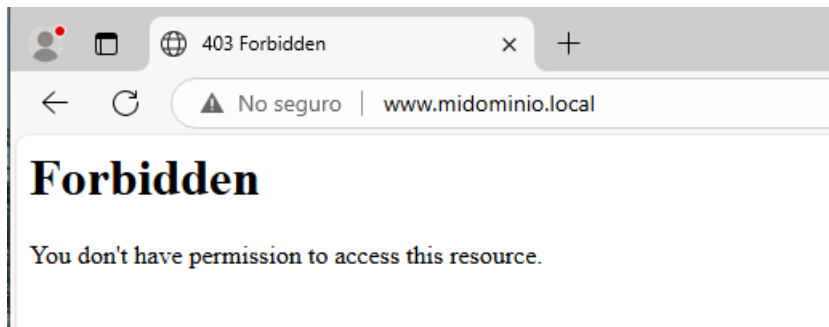 403 Forbidden
No seguro www.midominio.local
Forbidden
You don't have permission to access this resource.